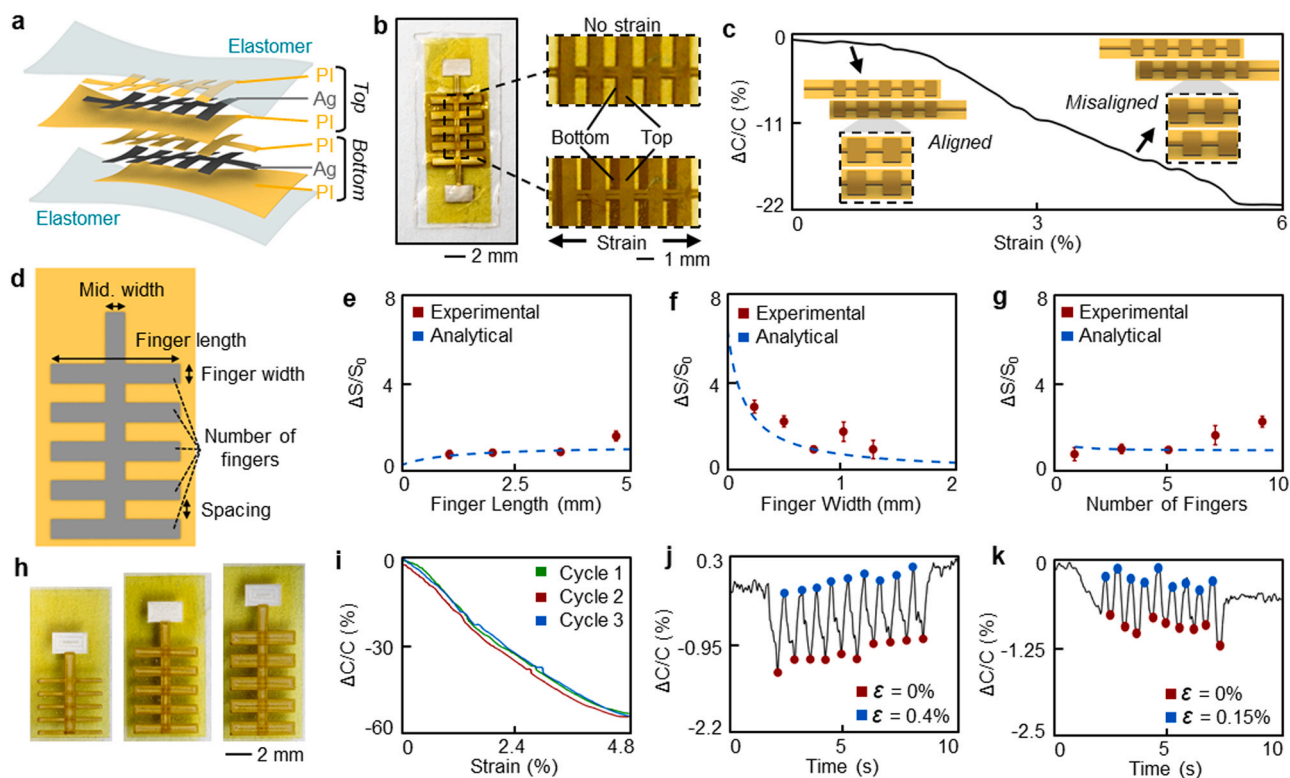 a
Elastomer
PI
Ag
PI
Top
PI
Ag
PI
Bottom
Elastomer
b
No strain
Bottom
Top
Strain
2 mm
1 mm
c
0
-11
-22
ΔC/C (%)
Aligned
Misaligned
0
3
6
Strain (%)
d
Mid. width
Finger length
Finger width
Number of
fingers
Spacing
e
8
4
0
ΔS/S0
Experimental
Analytical
0
2.5
5
Finger Length (mm)
f
8
4
0
ΔS/S0
Experimental
Analytical
0
1
2
Finger Width (mm)
g
8
4
0
ΔS/S0
Experimental
Analytical
0
5
10
Number of Fingers
h
2 mm
i
0
-30
-60
ΔC/C (%)
Cycle 1
Cycle 2
Cycle 3
0
2.4
4.8
Strain (%)
j
0.3
-0.95
-2.2
ΔC/C (%)
ε = 0%
ε = 0.4%
0
5
10
Time (s)
k
0
-1.25
-2.5
ΔC/C (%)
ε = 0%
ε = 0.15%
0
5
10
Time (s)